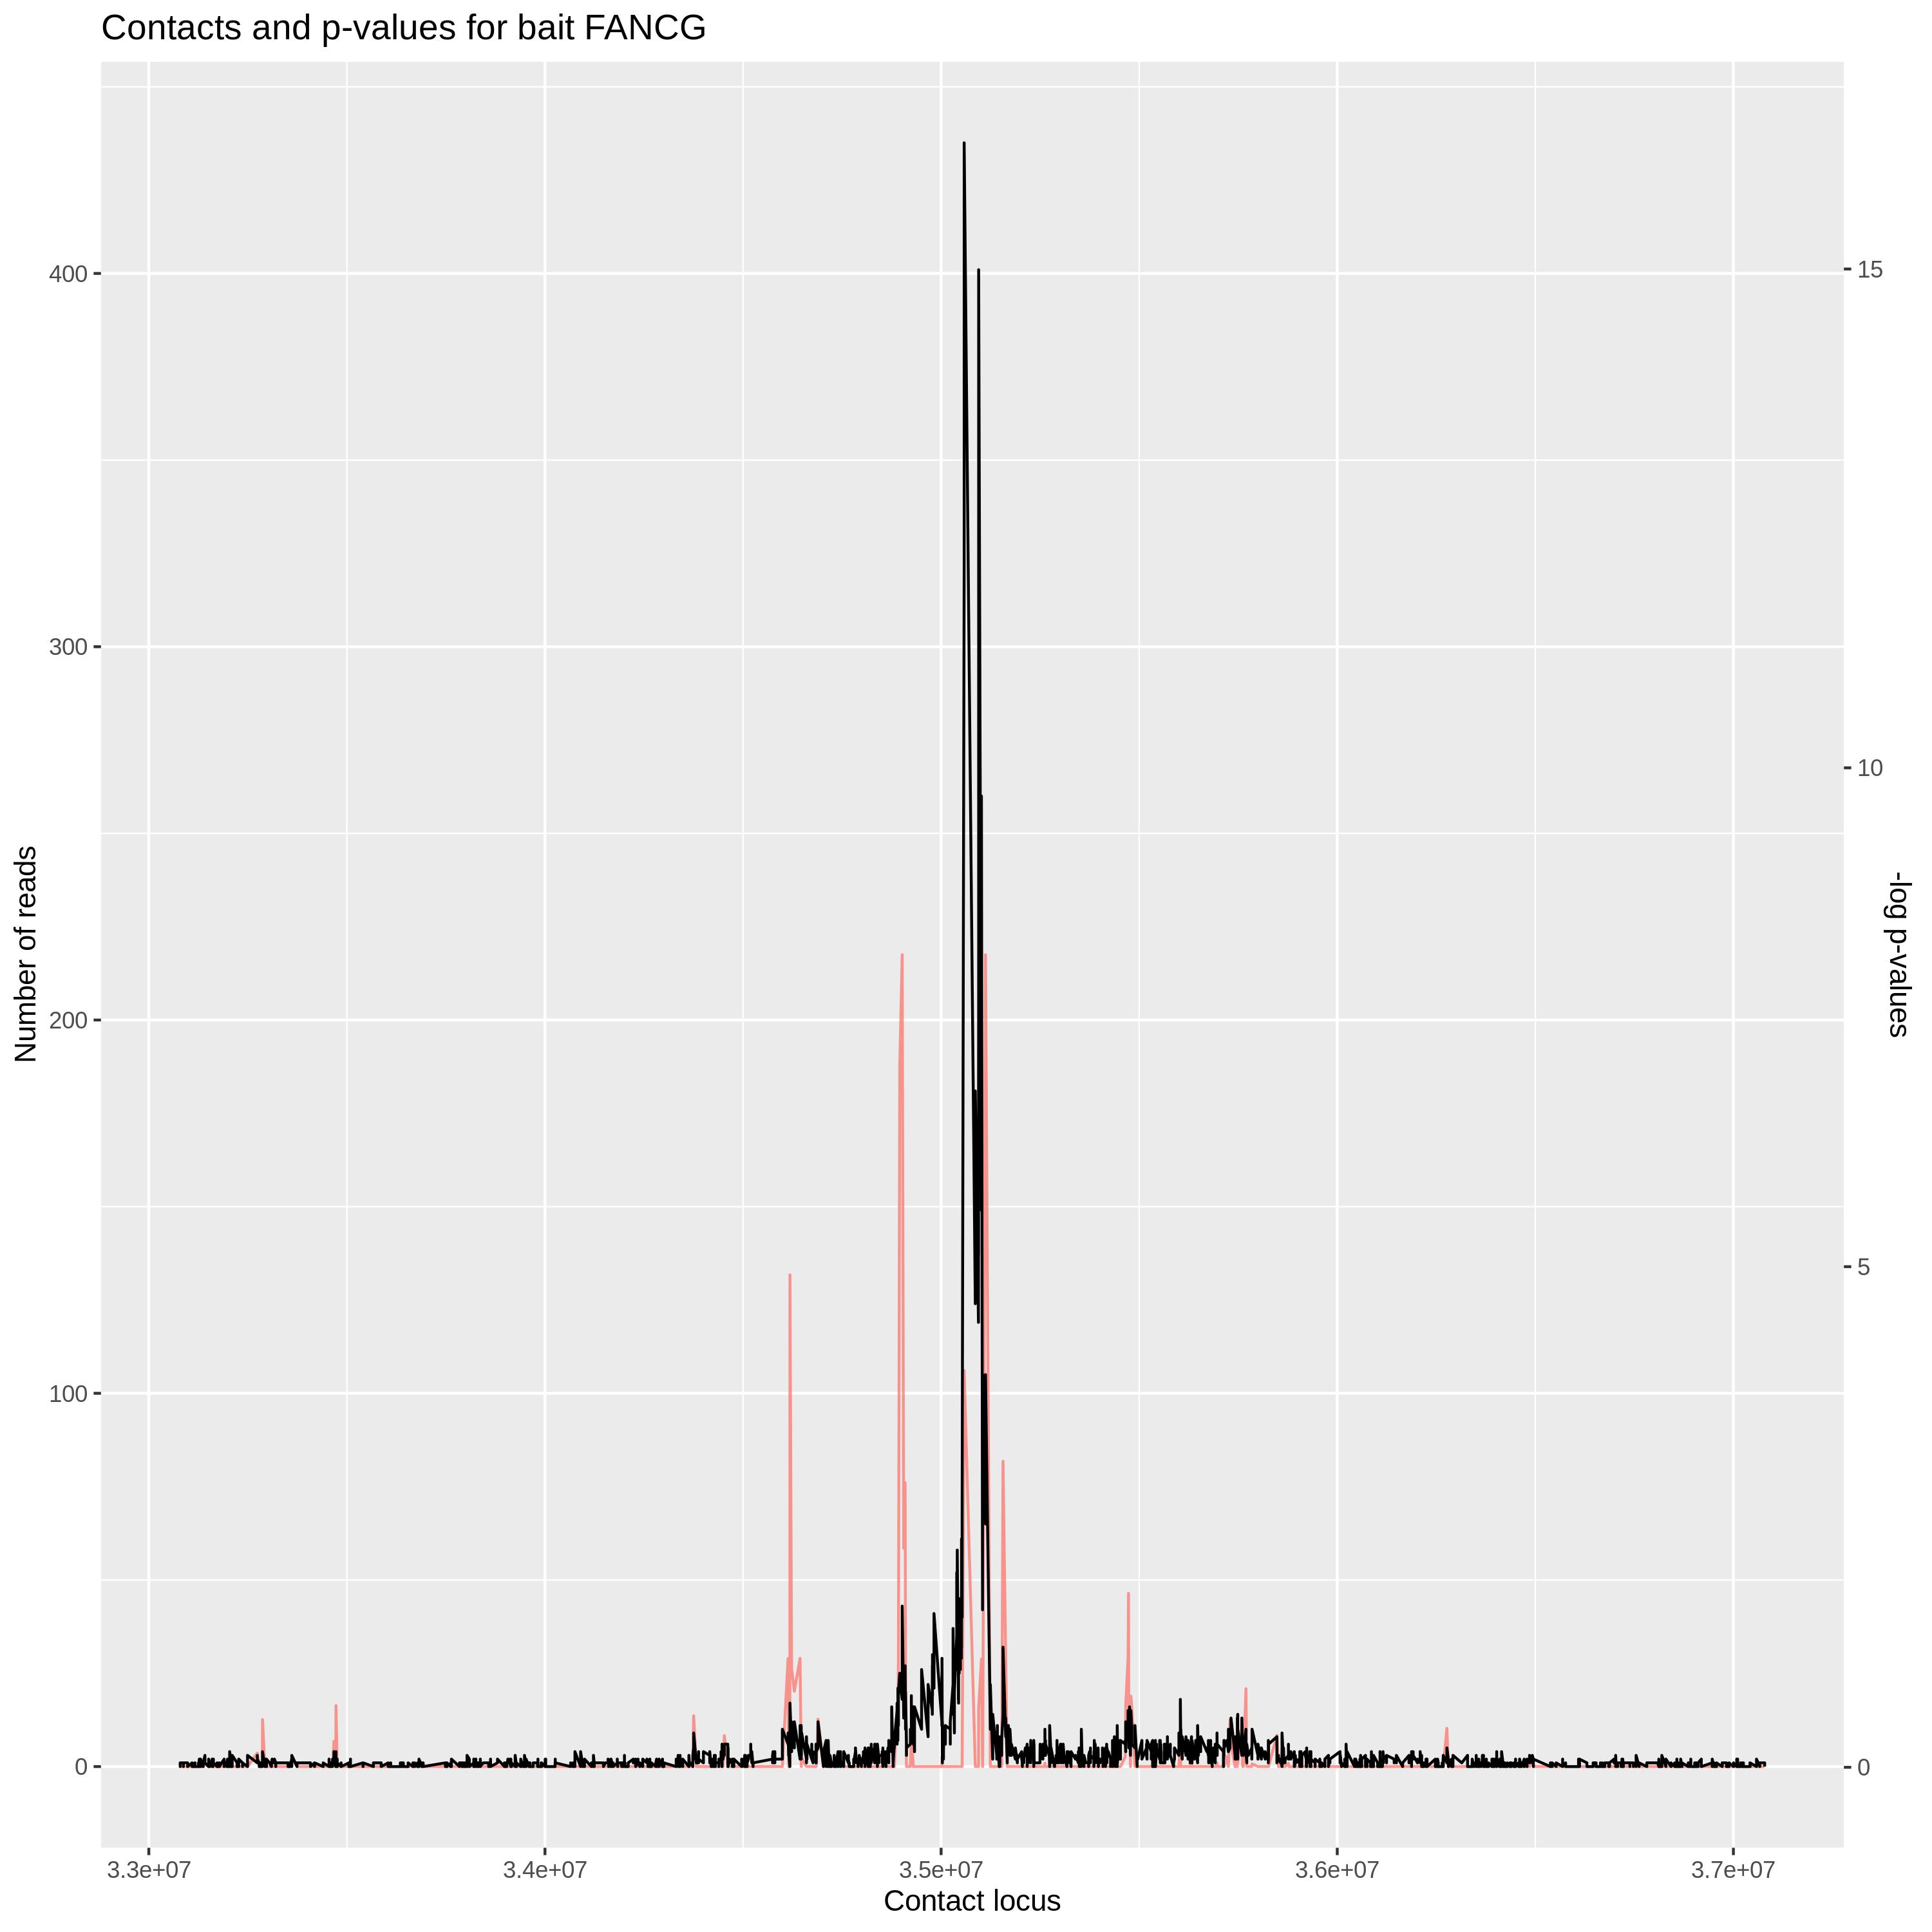 Contacts and p-values for bait FANCG
400
300
200
100
0
Number of reads
15
10
5
0
-log p-values
3.3e+07
3.4e+07
3.5e+07
3.6e+07
3.7e+07
Contact locus